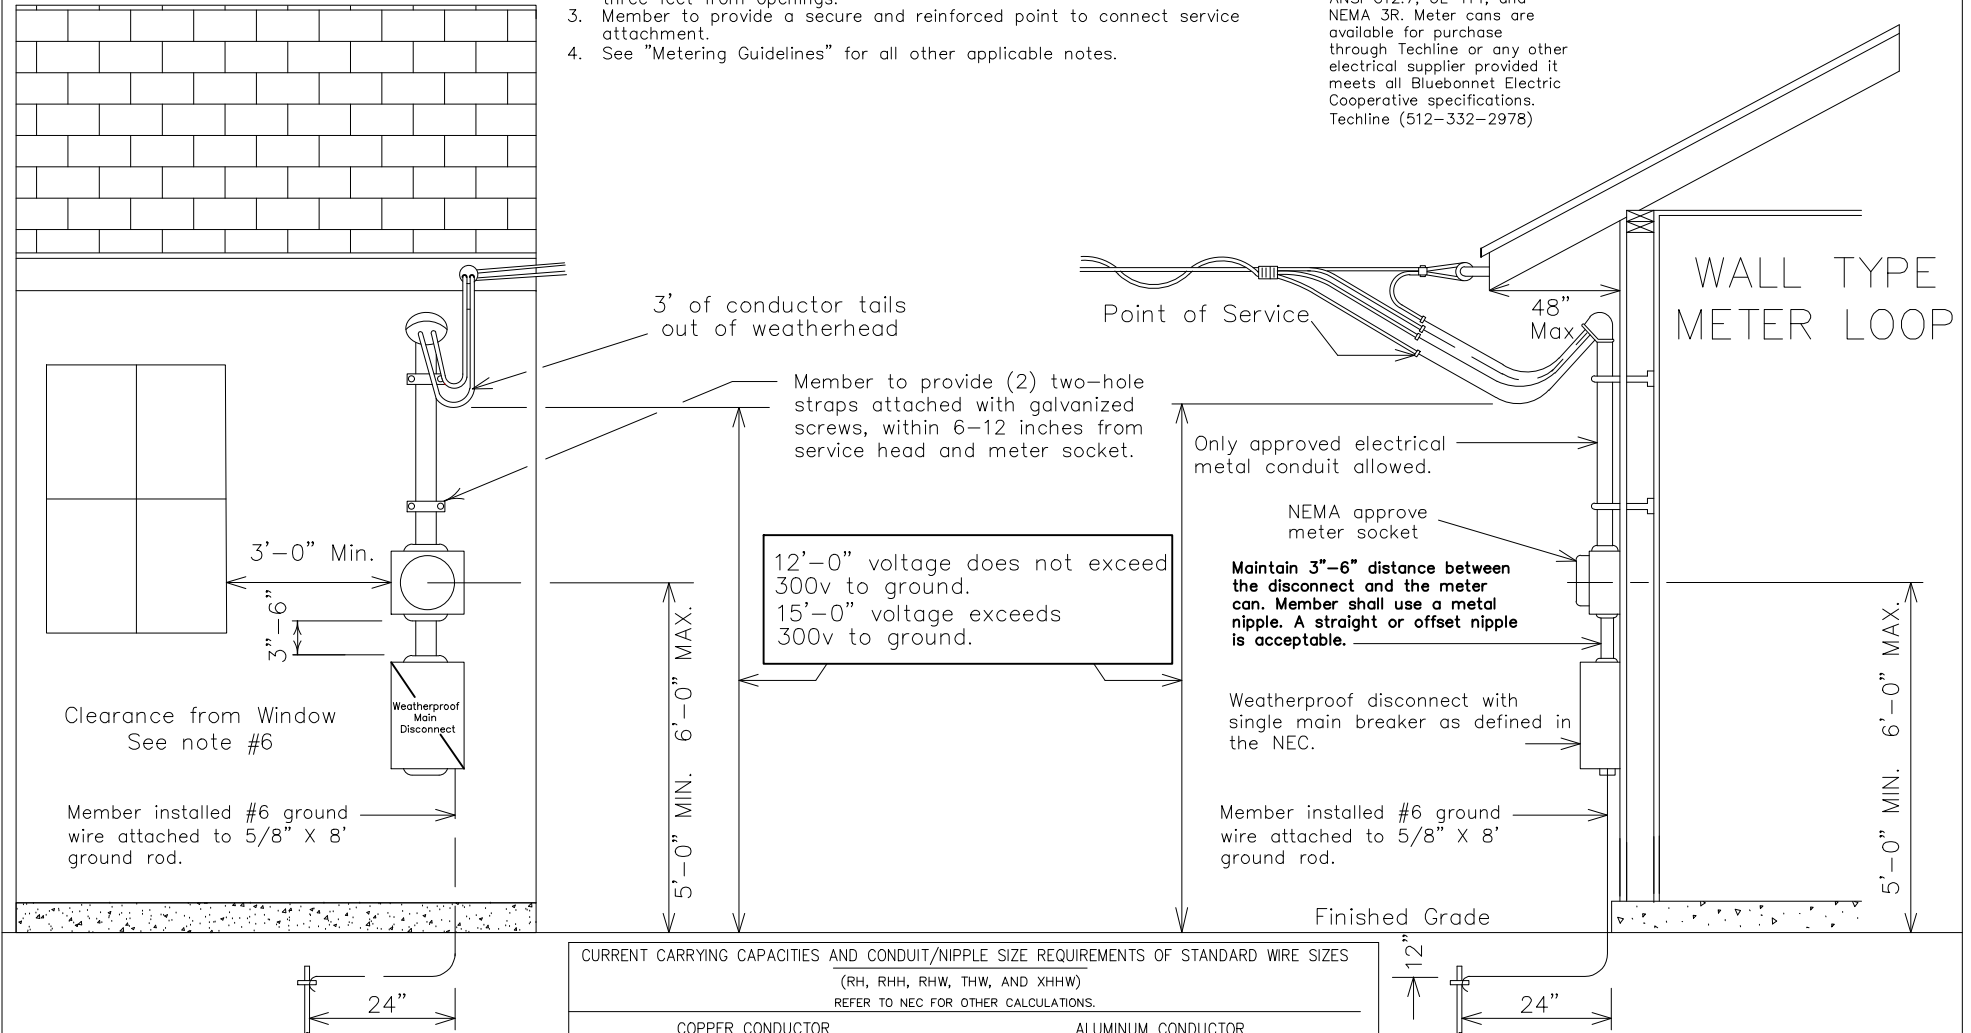 three feet from openings.
3. Member to provide a secure and reinforced point to connect service
attachment.
4. See "Metering Guidelines" for all other applicable notes.
NEMA 3R. Meter cans are
available for purchase
through Techline or any other
electrical supplier provided it
meets all Bluebonnet Electric
Cooperative specifications.
Techline (512-332-2978)
WALL TYPE
METER LOOP
3' of conductor tails
out of weatherhead
Point of Service
48"
Max
Member to provide (2) two-hole
straps attached with galvanized
screws, within 6-12 inches from
service head and meter socket.
Only approved electrical
metal conduit allowed.
NEMA approve
meter socket
3'-0" Min.
3"-6"
12'-0" voltage does not exceed
300v to ground.
15'-0" voltage exceeds
300v to ground.
Maintain 3"-6" distance between
the disconnect and the meter
can. Member shall use a metal
nipple. A straight or offset nipple
is acceptable.
5'-0" MIN. 6'-0" MAX.
5'-0" MIN. 6'-0" MAX.
Weatherproof
Main
Disconnect
Clearance from Window
See note #6
Weatherproof disconnect with
single main breaker as defined in
the NEC.
Member installed #6 ground
wire attached to 5/8" X 8'
ground rod.
Member installed #6 ground
wire attached to 5/8" X 8'
ground rod.
Finished Grade
12"
24"
24"
CURRENT CARRYING CAPACITIES AND CONDUIT/NIPPLE SIZE REQUIREMENTS OF STANDARD WIRE SIZES
(RH, RHH, RHW, THW, AND XHHW)
REFER TO NEC FOR OTHER CALCULATIONS.
COPPER CONDUCTOR
ALUMINUM CONDUCTOR